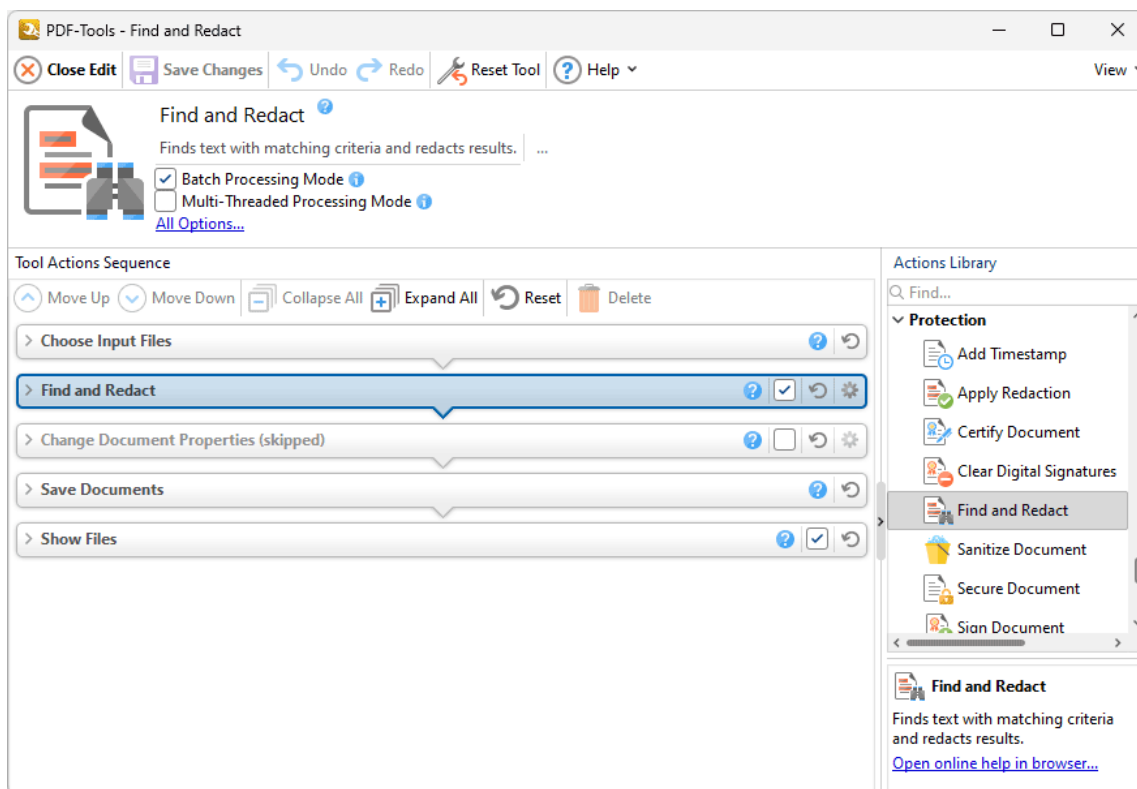 PDF-Tools - Find and Redact
Close Edit Save Changes Undo Redo Reset Tool ? Help View
Find and Redact ?
Finds text with matching criteria and redacts results. ...
Batch Processing Mode i
Multi-Threaded Processing Mode i
All Options...
Tool Actions Sequence
Move Up Move Down Collapse All Expand All Reset Delete
Choose Input Files ?
Find and Redact ?
Change Document Properties (skipped) ?
Save Documents ?
Show Files ?
Actions Library
Find...
Protection
Add Timestamp
Apply Redaction
Certify Document
Clear Digital Signatures
Find and Redact
Sanitize Document
Secure Document
Sign Document
Find and Redact
Finds text with matching criteria
and redacts results.
Open online help in browser...